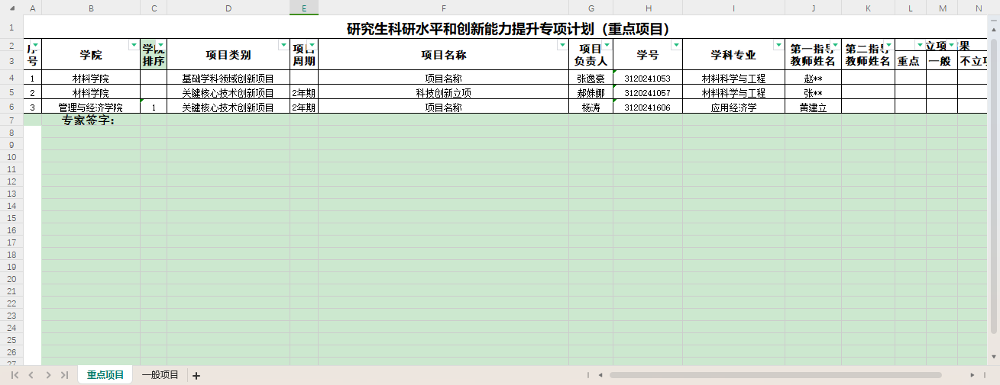 A B C D E F G H I J K L M N
1 研究生科研水平和创新能力提升专项计划（重点项目）
2 立项 果
3 序号 学院 学院排序 项目类别 项目周期 项目名称 项目负责人 学号 学科专业 第一指导教师姓名 第二指导教师姓名 重点 一般 不立项
4 1 材料学院 基础学科领域创新项目 项目名称 张逸豪 3120241053 材料科学与工程 赵**
5 2 材料学院 关键核心技术创新项目 2年期 科技创新立项 郝姝娜 3120241057 材料科学与工程 张**
6 3 管理与经济学院 1 关键核心技术创新项目 2年期 项目名称 杨涛 3120241606 应用经济学 黄建立
7 专家签字：
8
9
10
11
12
13
14
15
16
17
18
19
20
21
22
23
24
25
26
27
重点项目 一般项目 +